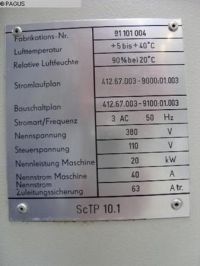 © PAGUS
Fabrikations-Nr. 81 101 004
Lufttemperatur +5 bis +40°C
Relative Luftfeuchte 90% bei 20°C
Stromlaufplan 412.67.003-9000.01.003
Bauschaltplan 412.67.003-9100.01.003
Stromart/Frequenz 3 AC 50 Hz
Nennspannung 380 V
Steuerspannung 110 V
Nennleistung Maschine 20 kW
Nennstrom Maschine 40 A
Nennstrom
Zuleitungssicherung 63 A tr.
ScTP 10.1